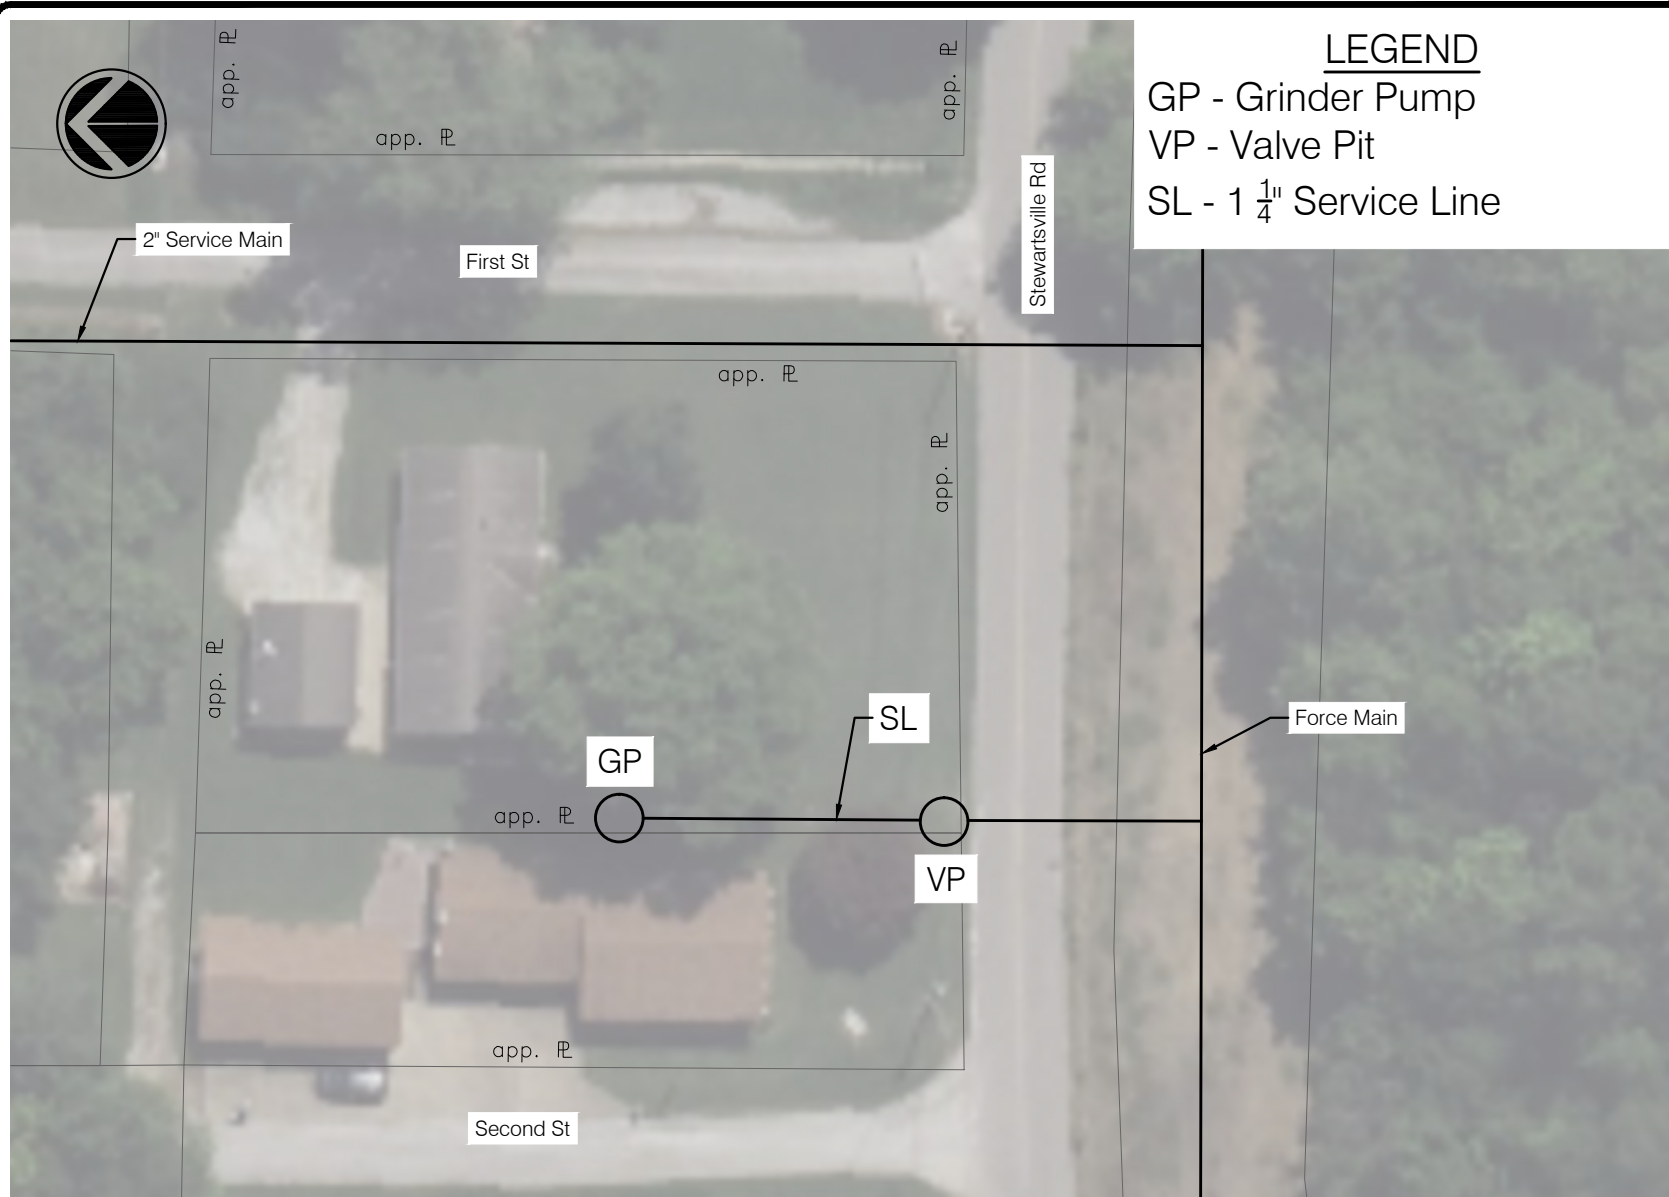 LEGEND
GP - Grinder Pump
VP - Valve Pit
SL - 1 1/4" Service Line
app. ℄
app. ℄
app. ℄
2" Service Main
First St
Stewartsville Rd
app. ℄
app. ℄
app. ℄
SL
Force Main
GP
app. ℄
VP
app. ℄
Second St